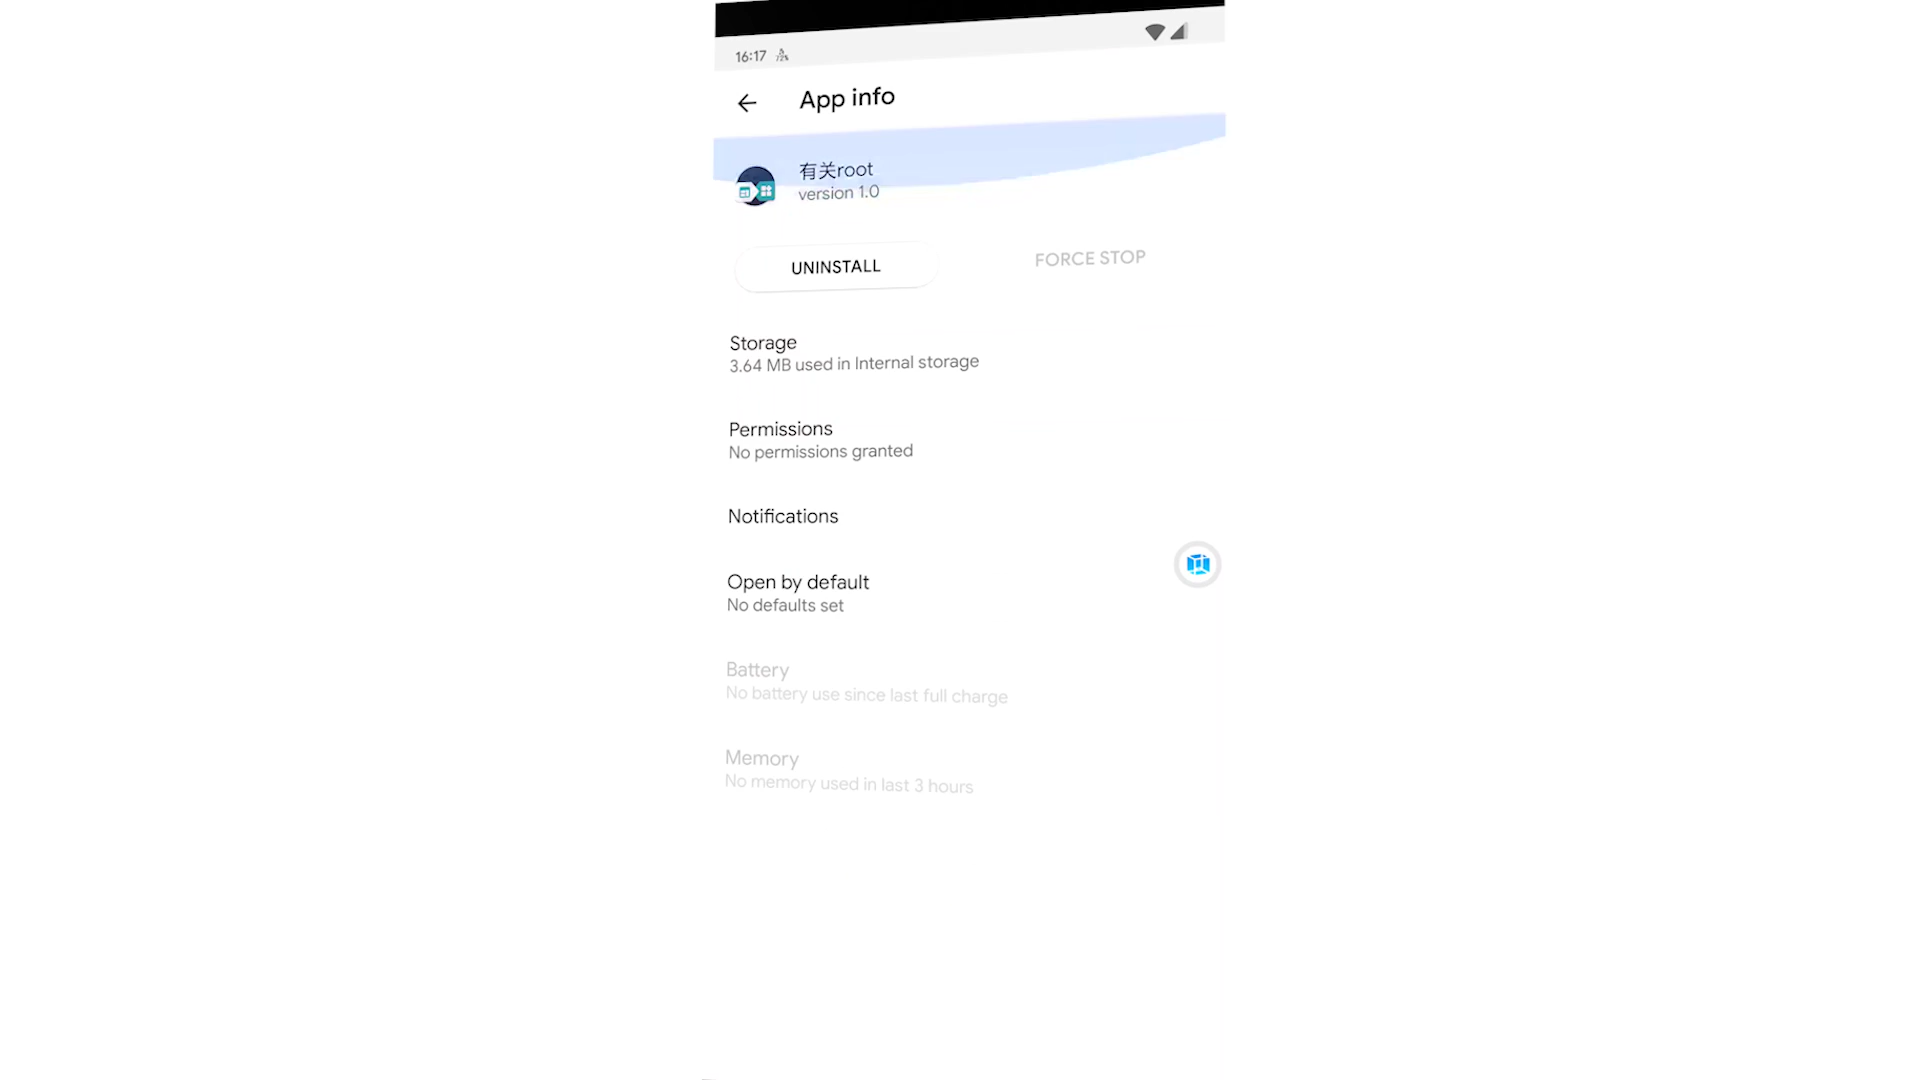 16:17
App info
有关root
version 1.0
UNINSTALL
FORCE STOP
Storage
3.64 MB used in Internal storage
Permissions
No permissions granted
Notifications
Open by default
No defaults set
Battery
No battery use since last full charge
Memory
No memory used in last 3 hours